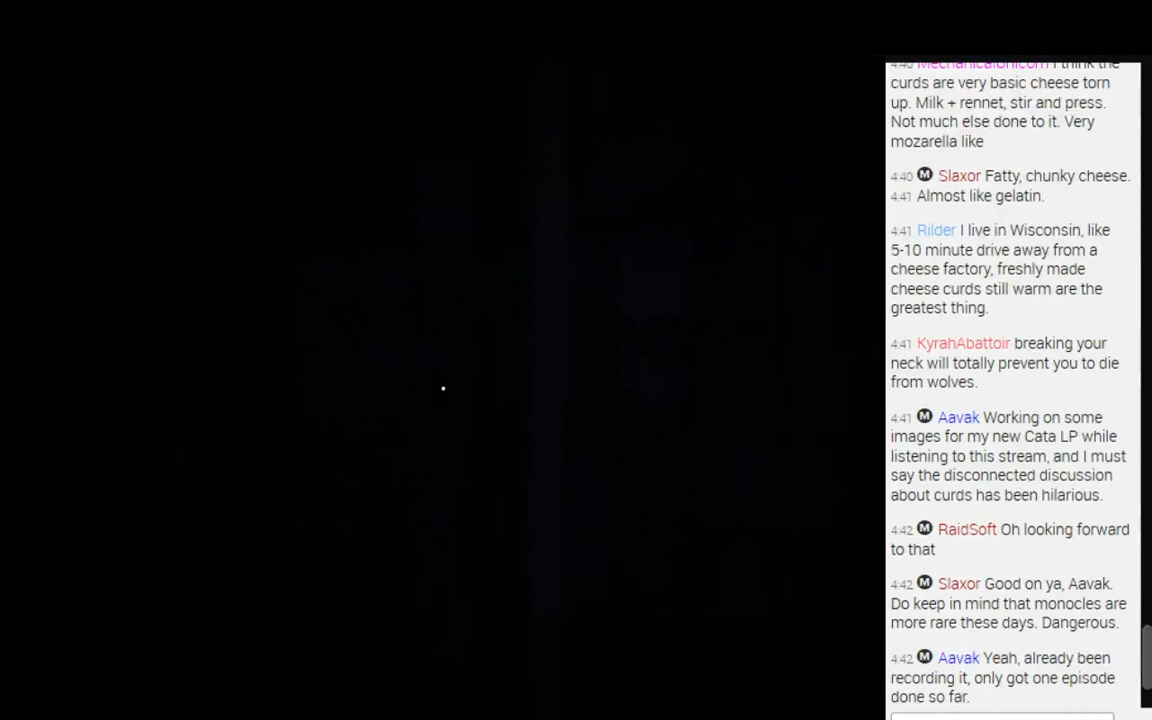 4:40 MechanicalUnicorn I think the
curds are very basic cheese torn
up. Milk + rennet, stir and press.
Not much else done to it. Very
mozarella like
4:40 M Slaxor Fatty, chunky cheese.
4:41 Almost like gelatin.
4:41 Rilder I live in Wisconsin, like
5-10 minute drive away from a
cheese factory, freshly made
cheese curds still warm are the
greatest thing.
4:41 KyrahAbattoir breaking your
neck will totally prevent you to die
from wolves.
4:41 M Aavak Working on some
images for my new Cata LP while
listening to this stream, and I must
say the disconnected discussion
about curds has been hilarious.
4:42 M RaidSoft Oh looking forward
to that
4:42 M Slaxor Good on ya, Aavak.
Do keep in mind that monocles are
more rare these days. Dangerous.
4:42 M Aavak Yeah, already been
recording it, only got one episode
done so far.